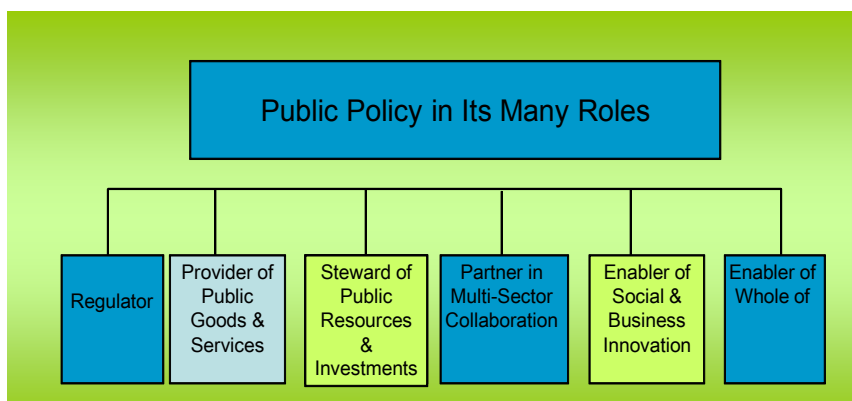 Public Policy in Its Many Roles
Regulator
Provider of
Public
Goods &
Services
Steward of
Public
Resources
&
Investments
Partner in
Multi-Sector
Collaboration
Enabler of
Social &
Business
Innovation
Enabler of
Whole of